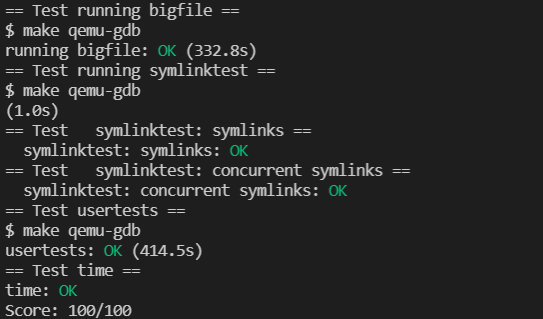 == Test running bigfile ==
$ make qemu-gdb
running bigfile: OK (332.8s)
== Test running symlinktest ==
$ make qemu-gdb
(1.0s)
== Test   symlinktest: symlinks ==
  symlinktest: symlinks: OK
== Test   symlinktest: concurrent symlinks ==
  symlinktest: concurrent symlinks: OK
== Test usertests ==
$ make qemu-gdb
usertests: OK (414.5s)
== Test time ==
time: OK
Score: 100/100